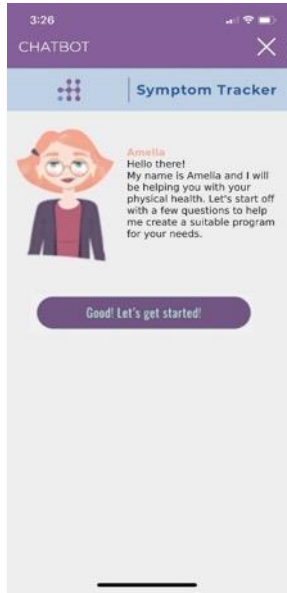 3:26
CHATBOT
Symptom Tracker
Amelia
Hello there!
My name is Amelia and I will
be helping you with your
physical health. Let's start off
with a few questions to help
me create a suitable program
for your needs.
Good! Let's get started!